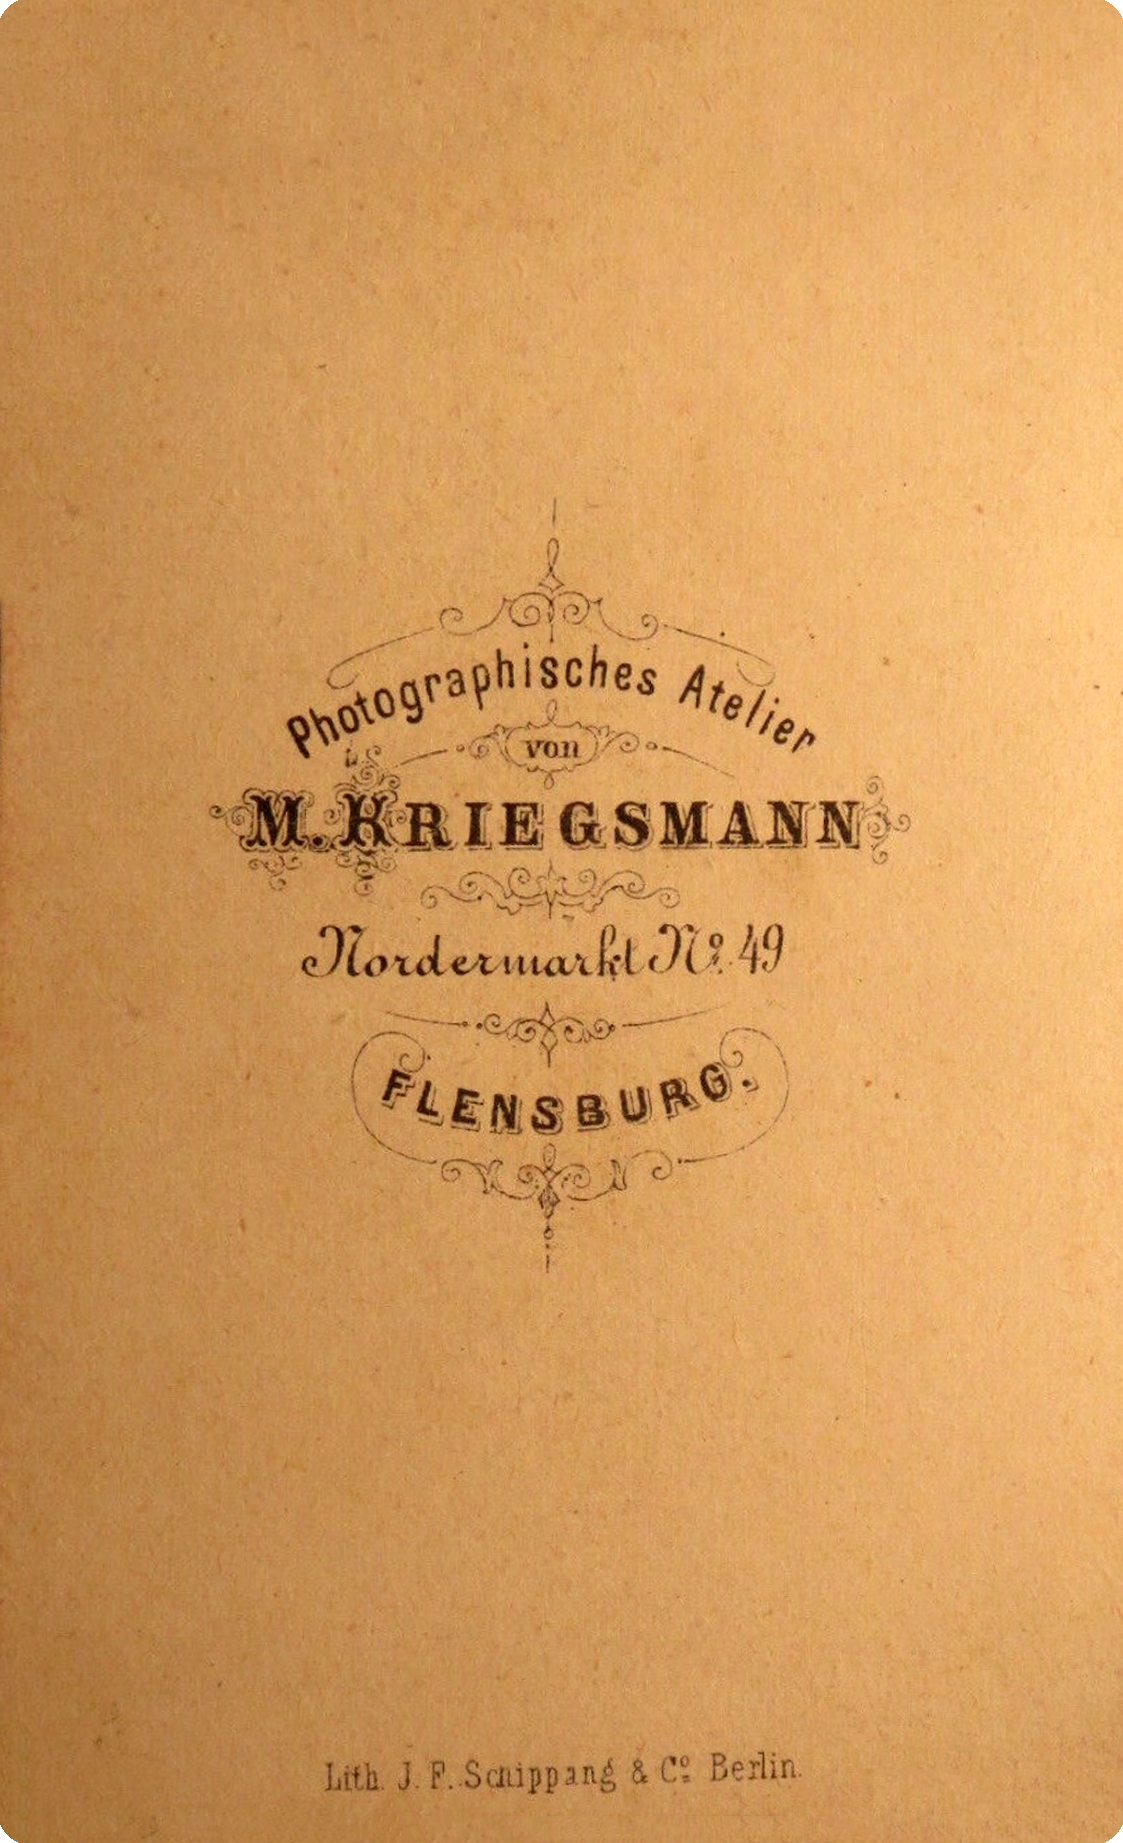 Photographisches Atelier
von
M. KRIEGSMANN
Nordermarkt No. 49
FLENSBURG.
Lith. J. F. Schippang & Co. Berlin.